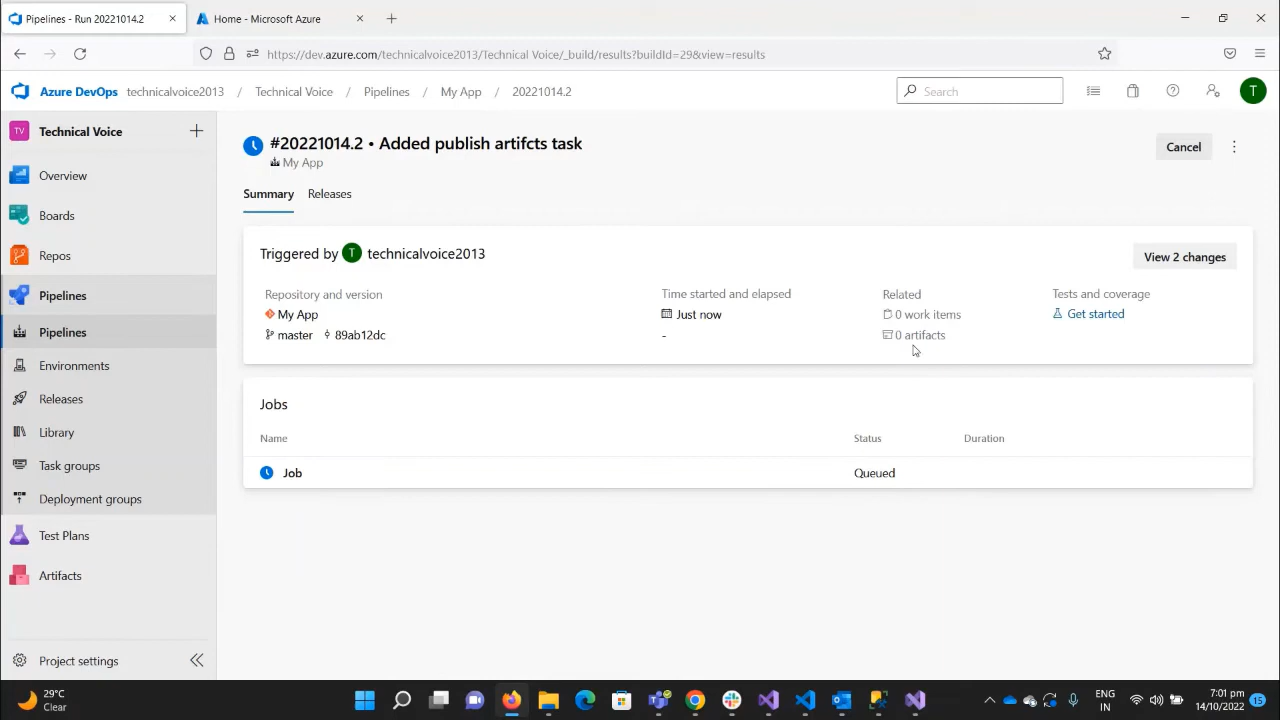 Pipelines - Run 20221014.2
Home - Microsoft Azure
https://dev.azure.com/technicalvoice2013/Technical Voice/_build/results?buildId=29&view=results
Azure DevOps technicalvoice2013 / Technical Voice / Pipelines / My App / 20221014.2
Search
T
TV Technical Voice
Overview
Boards
Repos
Pipelines
Pipelines
Environments
Releases
Library
Task groups
Deployment groups
Test Plans
Artifacts
Project settings
#20221014.2 • Added publish artifcts task
My App
Cancel
Summary Releases
Triggered by T technicalvoice2013
View 2 changes
Repository and version
My App
master 89ab12dc
Time started and elapsed
Just now
-
Related
0 work items
0 artifacts
Tests and coverage
Get started
Jobs
Name Status Duration
Job Queued
29°C
Clear
ENG
IN
7:01 pm
14/10/2022
15